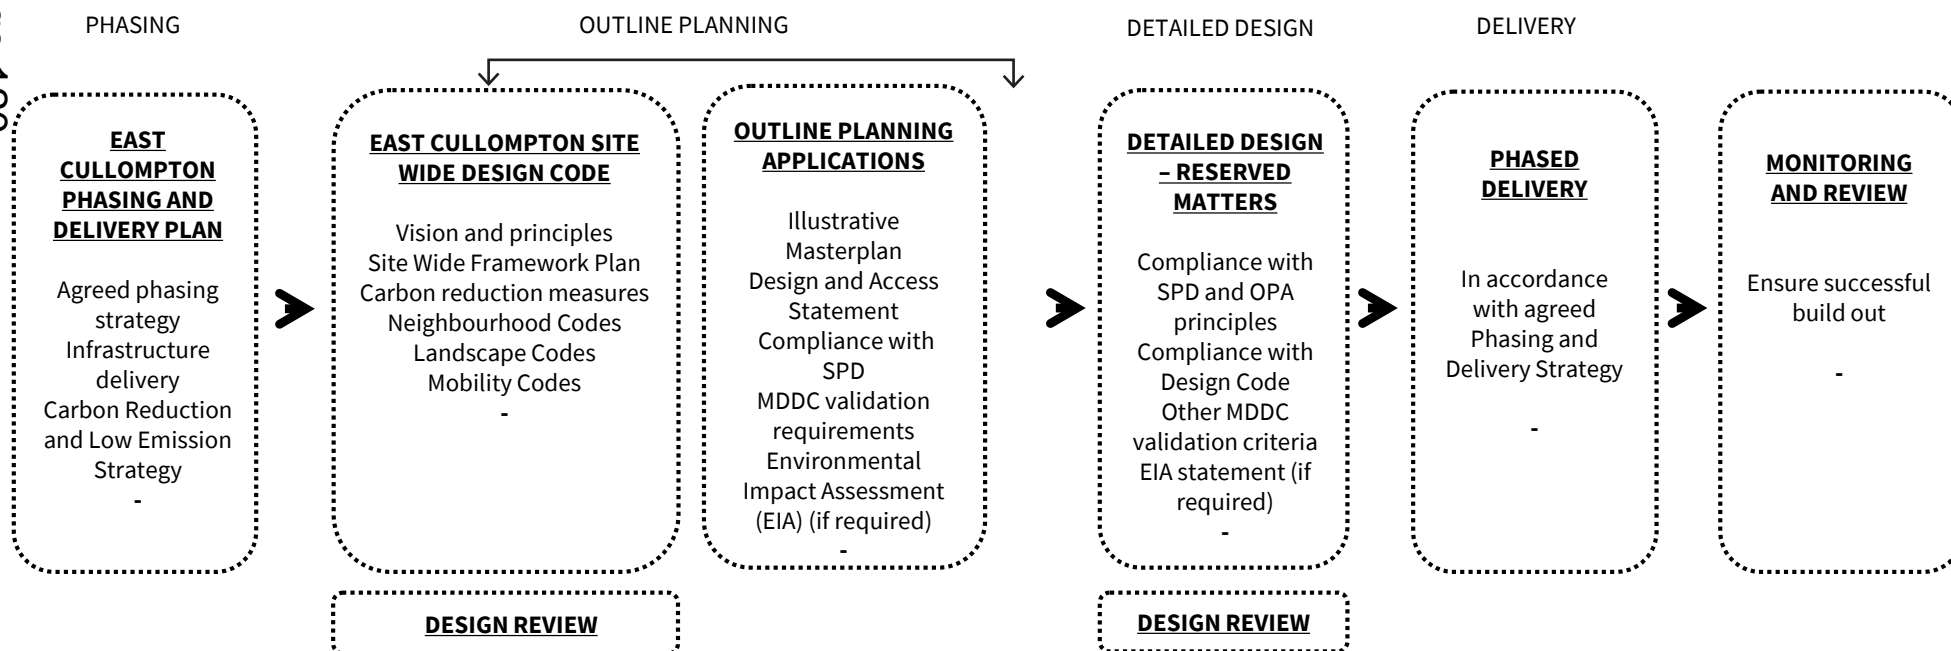 PHASING
OUTLINE PLANNING
DETAILED DESIGN
DELIVERY
EAST
CULLOMPTON
PHASING AND
DELIVERY PLAN
Agreed phasing
strategy
Infrastructure
delivery
Carbon Reduction
and Low Emission
Strategy
-
EAST CULLOMPTON SITE
WIDE DESIGN CODE
Vision and principles
Site Wide Framework Plan
Carbon reduction measures
Neighbourhood Codes
Landscape Codes
Mobility Codes
-
OUTLINE PLANNING
APPLICATIONS
Illustrative
Masterplan
Design and Access
Statement
Compliance with
SPD
MDDC validation
requirements
Environmental
Impact Assessment
(EIA) (if required)
-
DETAILED DESIGN
– RESERVED
MATTERS
Compliance with
SPD and OPA
principles
Compliance with
Design Code
Other MDDC
validation criteria
EIA statement (if
required)
-
PHASED
DELIVERY
In accordance
with agreed
Phasing and
Delivery Strategy
-
MONITORING
AND REVIEW
Ensure successful
build out
-
DESIGN REVIEW
DESIGN REVIEW